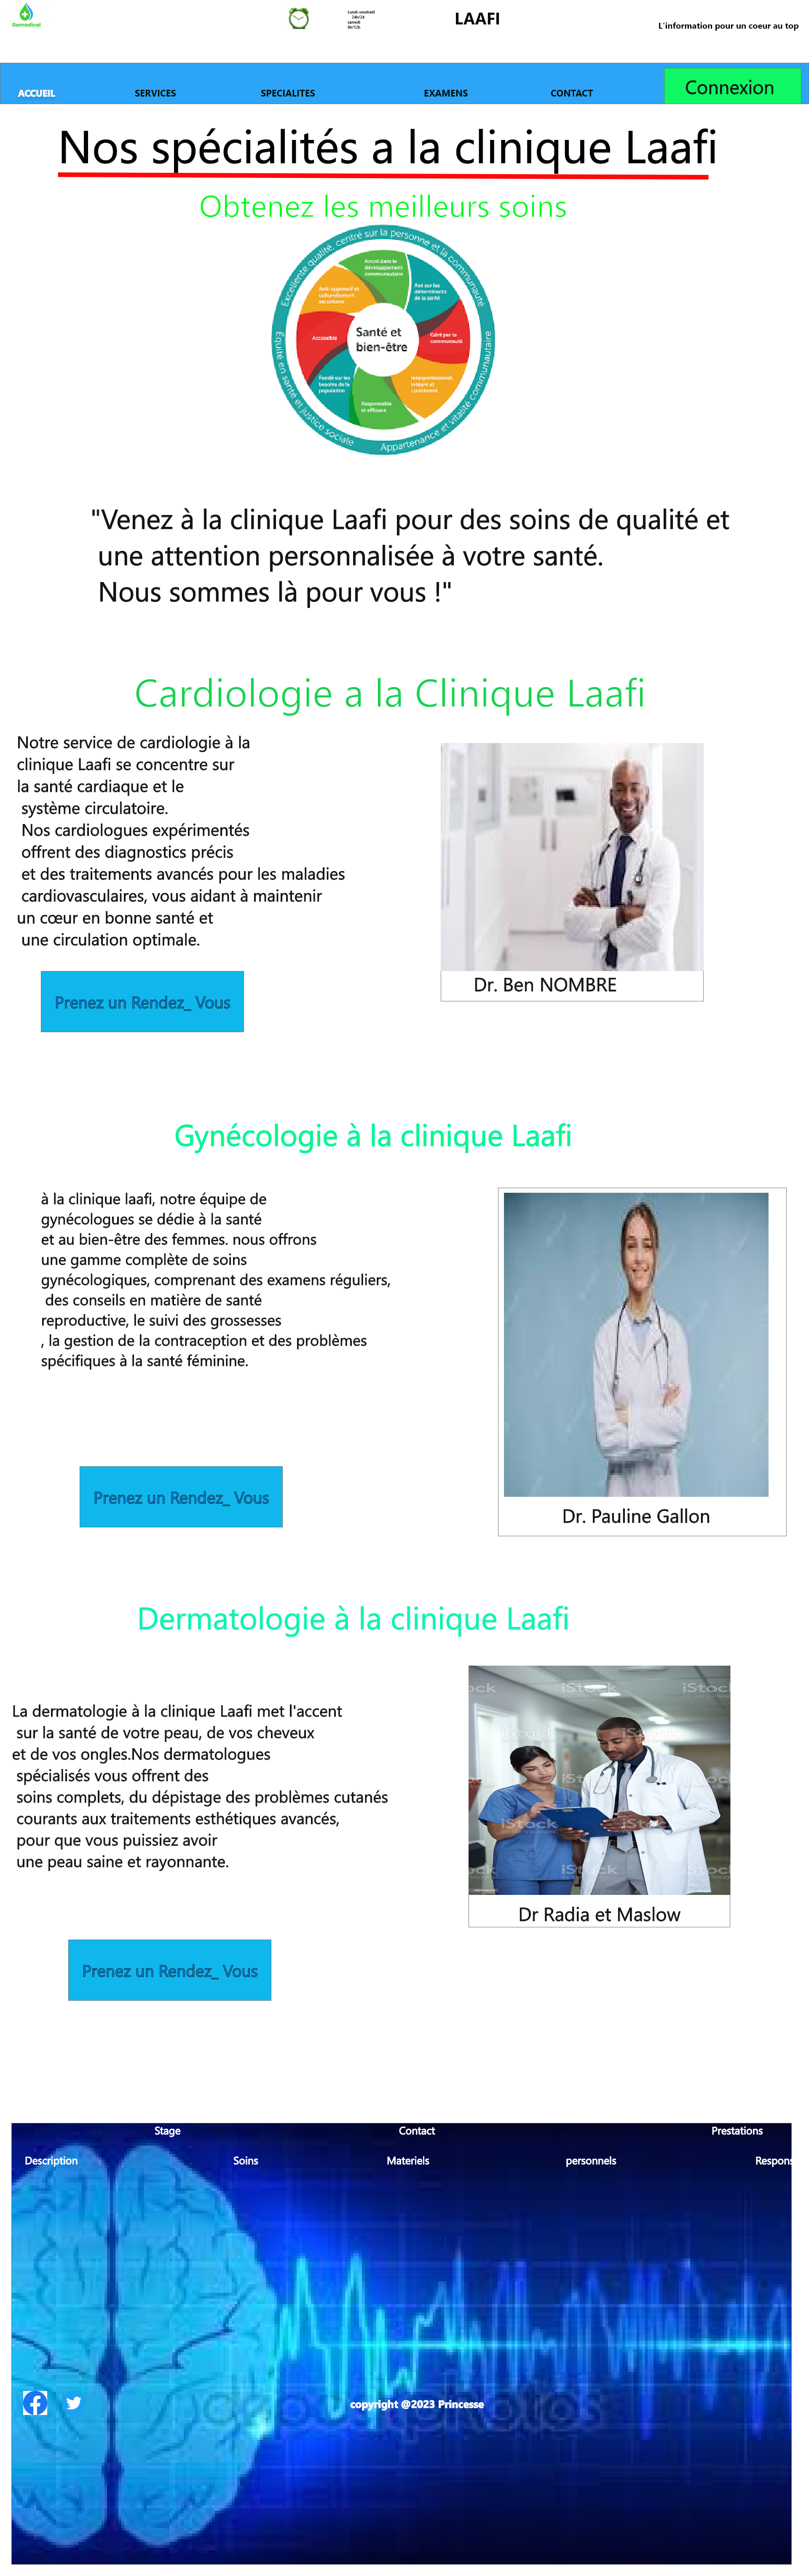 Gomedical
Lundi-vendredi
24h/24
samedi
8h/12h
LAAFI
L'information pour un coeur au top
ACCUEIL
SERVICES
SPECIALITES
EXAMENS
CONTACT
Connexion
Nos spécialités a la clinique Laafi
Obtenez les meilleurs soins
Excellente qualité, centré sur la personne et la communauté
Ancré dans le
développement
communautaire
Axé sur les
déterminants
de la santé
Anti-oppressif et
culturellement
sécuritaire
Accessible
Santé et
bien-être
Géré par la
communauté
Fondé sur les
besoins de la
population
Interprofessionnel,
intégré et
coordonné
Responsable
et efficace
Équité en santé et justice sociale
Appartenance et vitalité communautaire
"Venez à la clinique Laafi pour des soins de qualité et
une attention personnalisée à votre santé.
Nous sommes là pour vous !"
Cardiologie a la Clinique Laafi
Notre service de cardiologie à la
clinique Laafi se concentre sur
la santé cardiaque et le
système circulatoire.
Nos cardiologues expérimentés
offrent des diagnostics précis
et des traitements avancés pour les maladies
cardiovasculaires, vous aidant à maintenir
un cœur en bonne santé et
une circulation optimale.
Dr. Ben NOMBRE
Prenez un Rendez_ Vous
Gynécologie à la clinique Laafi
à la clinique laafi, notre équipe de
gynécologues se dédie à la santé
et au bien-être des femmes. nous offrons
une gamme complète de soins
gynécologiques, comprenant des examens réguliers,
des conseils en matière de santé
reproductive, le suivi des grossesses
, la gestion de la contraception et des problèmes
spécifiques à la santé féminine.
Prenez un Rendez_ Vous
Dr. Pauline Gallon
Dermatologie à la clinique Laafi
La dermatologie à la clinique Laafi met l'accent
sur la santé de votre peau, de vos cheveux
et de vos ongles.Nos dermatologues
spécialisés vous offrent des
soins complets, du dépistage des problèmes cutanés
courants aux traitements esthétiques avancés,
pour que vous puissiez avoir
une peau saine et rayonnante.
iStock
iStock
iStock
iStock
iStock
Dr Radia et Maslow
Prenez un Rendez_ Vous
Stage
Contact
Prestations
Description
Soins
Materiels
personnels
Respons
copyright @2023 Princesse